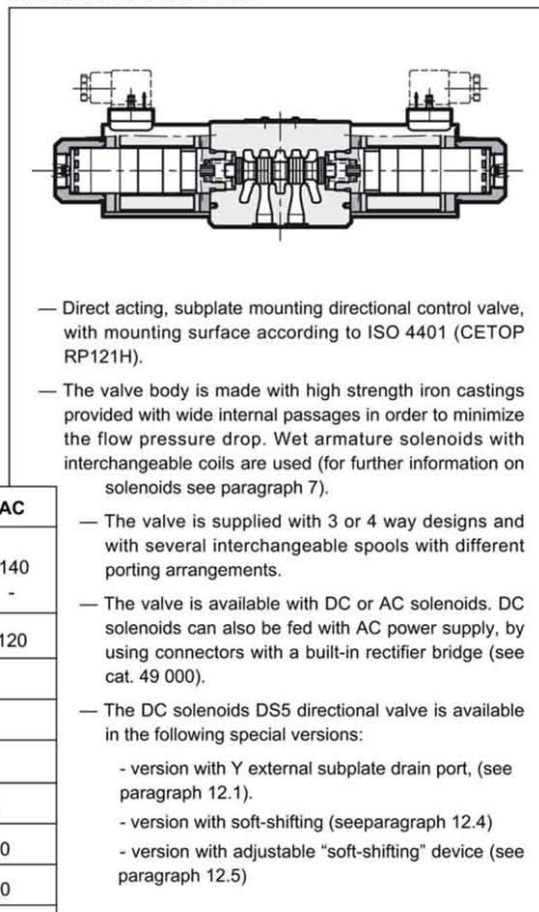 — Direct acting, subplate mounting directional control valve,
with mounting surface according to ISO 4401 (CETOP
RP121H).
— The valve body is made with high strength iron castings
provided with wide internal passages in order to minimize
the flow pressure drop. Wet armature solenoids with
interchangeable coils are used (for further information on
solenoids see paragraph 7).
— The valve is supplied with 3 or 4 way designs and
with several interchangeable spools with different
porting arrangements.
— The valve is available with DC or AC solenoids. DC
solenoids can also be fed with AC power supply, by
using connectors with a built-in rectifier bridge (see
cat. 49 000).
— The DC solenoids DS5 directional valve is available
in the following special versions:
- version with Y external subplate drain port, (see
paragraph 12.1).
- version with soft-shifting (seeparagraph 12.4)
- version with adjustable “soft-shifting” device (see
paragraph 12.5)
AC
140
-
120
0
0